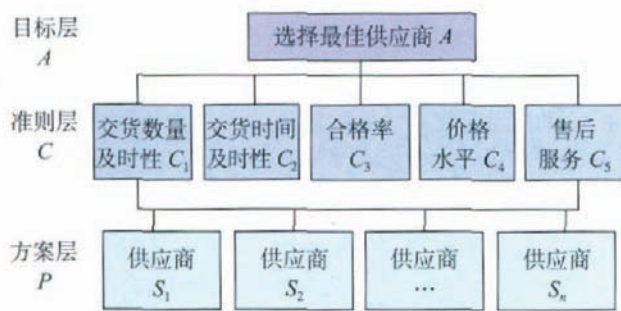 目标层
A
选择最佳供应商 A
准则层
C
交货数量
及时性 C₁
交货时间
及时性 C₂
合格率
C₃
价格
水平 C₄
售后
服务 C₅
方案层
P
供应商
S₁
供应商
S₂
供应商
…
供应商
Sₙ